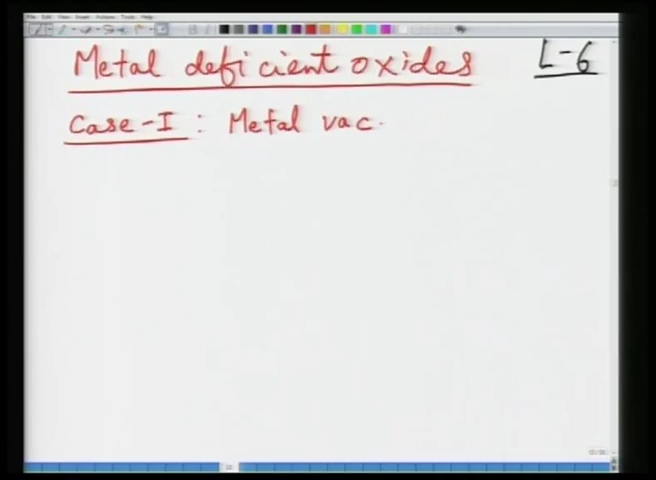 Metal deficient oxides L-6
Case-I : Metal vac.